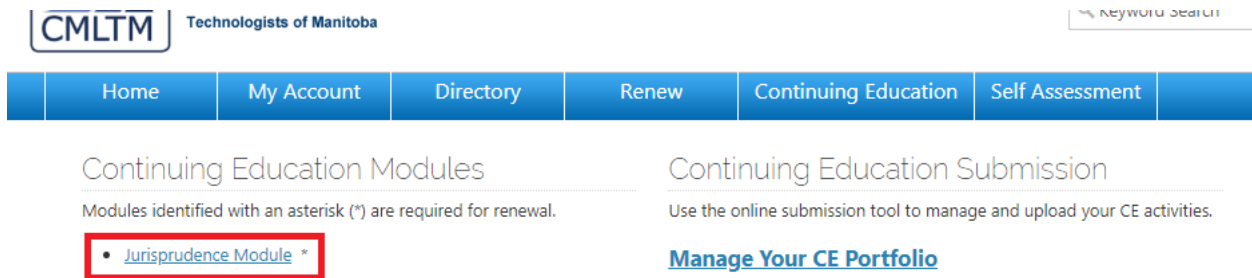 CMLTM
Technologists of Manitoba
Keyword Search
Home My Account Directory Renew Continuing Education Self Assessment
Continuing Education Modules
Modules identified with an asterisk (*) are required for renewal.
• Jurisprudence Module *
Continuing Education Submission
Use the online submission tool to manage and upload your CE activities.
Manage Your CE Portfolio